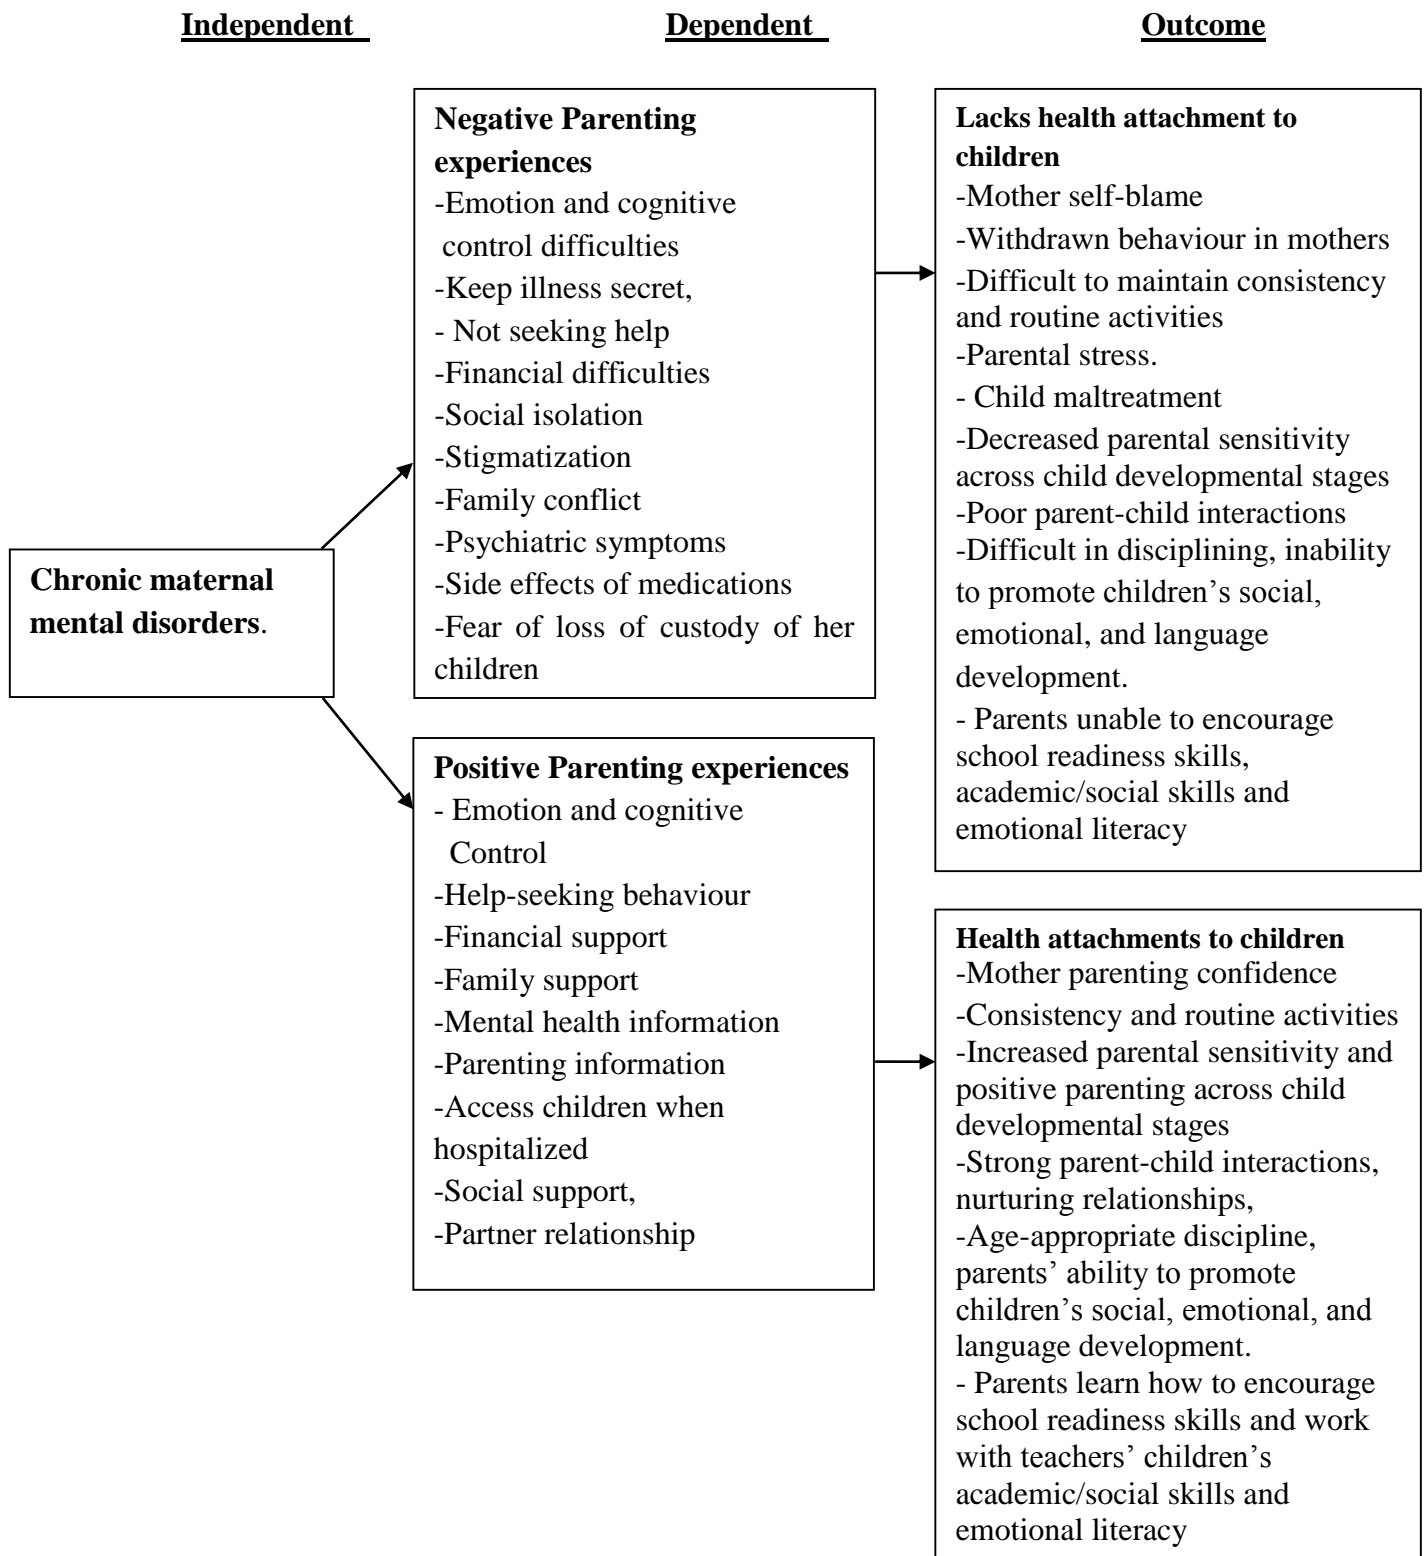 Independent
Dependent
Outcome
Chronic maternal
mental disorders.
Negative Parenting
experiences
-Emotion and cognitive
control difficulties
-Keep illness secret,
- Not seeking help
-Financial difficulties
-Social isolation
-Stigmatization
-Family conflict
-Psychiatric symptoms
-Side effects of medications
-Fear of loss of custody of her
children
Positive Parenting experiences
- Emotion and cognitive
Control
-Help-seeking behaviour
-Financial support
-Family support
-Mental health information
-Parenting information
-Access children when
hospitalized
-Social support,
-Partner relationship
Lacks health attachment to
children
-Mother self-blame
-Withdrawn behaviour in mothers
-Difficult to maintain consistency
and routine activities
-Parental stress.
- Child maltreatment
-Decreased parental sensitivity
across child developmental stages
-Poor parent-child interactions
-Difficult in disciplining, inability
to promote children’s social,
emotional, and language
development.
- Parents unable to encourage
school readiness skills,
academic/social skills and
emotional literacy
Health attachments to children
-Mother parenting confidence
-Consistency and routine activities
-Increased parental sensitivity and
positive parenting across child
developmental stages
-Strong parent-child interactions,
nurturing relationships,
-Age-appropriate discipline,
parents’ ability to promote
children’s social, emotional, and
language development.
- Parents learn how to encourage
school readiness skills and work
with teachers’ children’s
academic/social skills and
emotional literacy